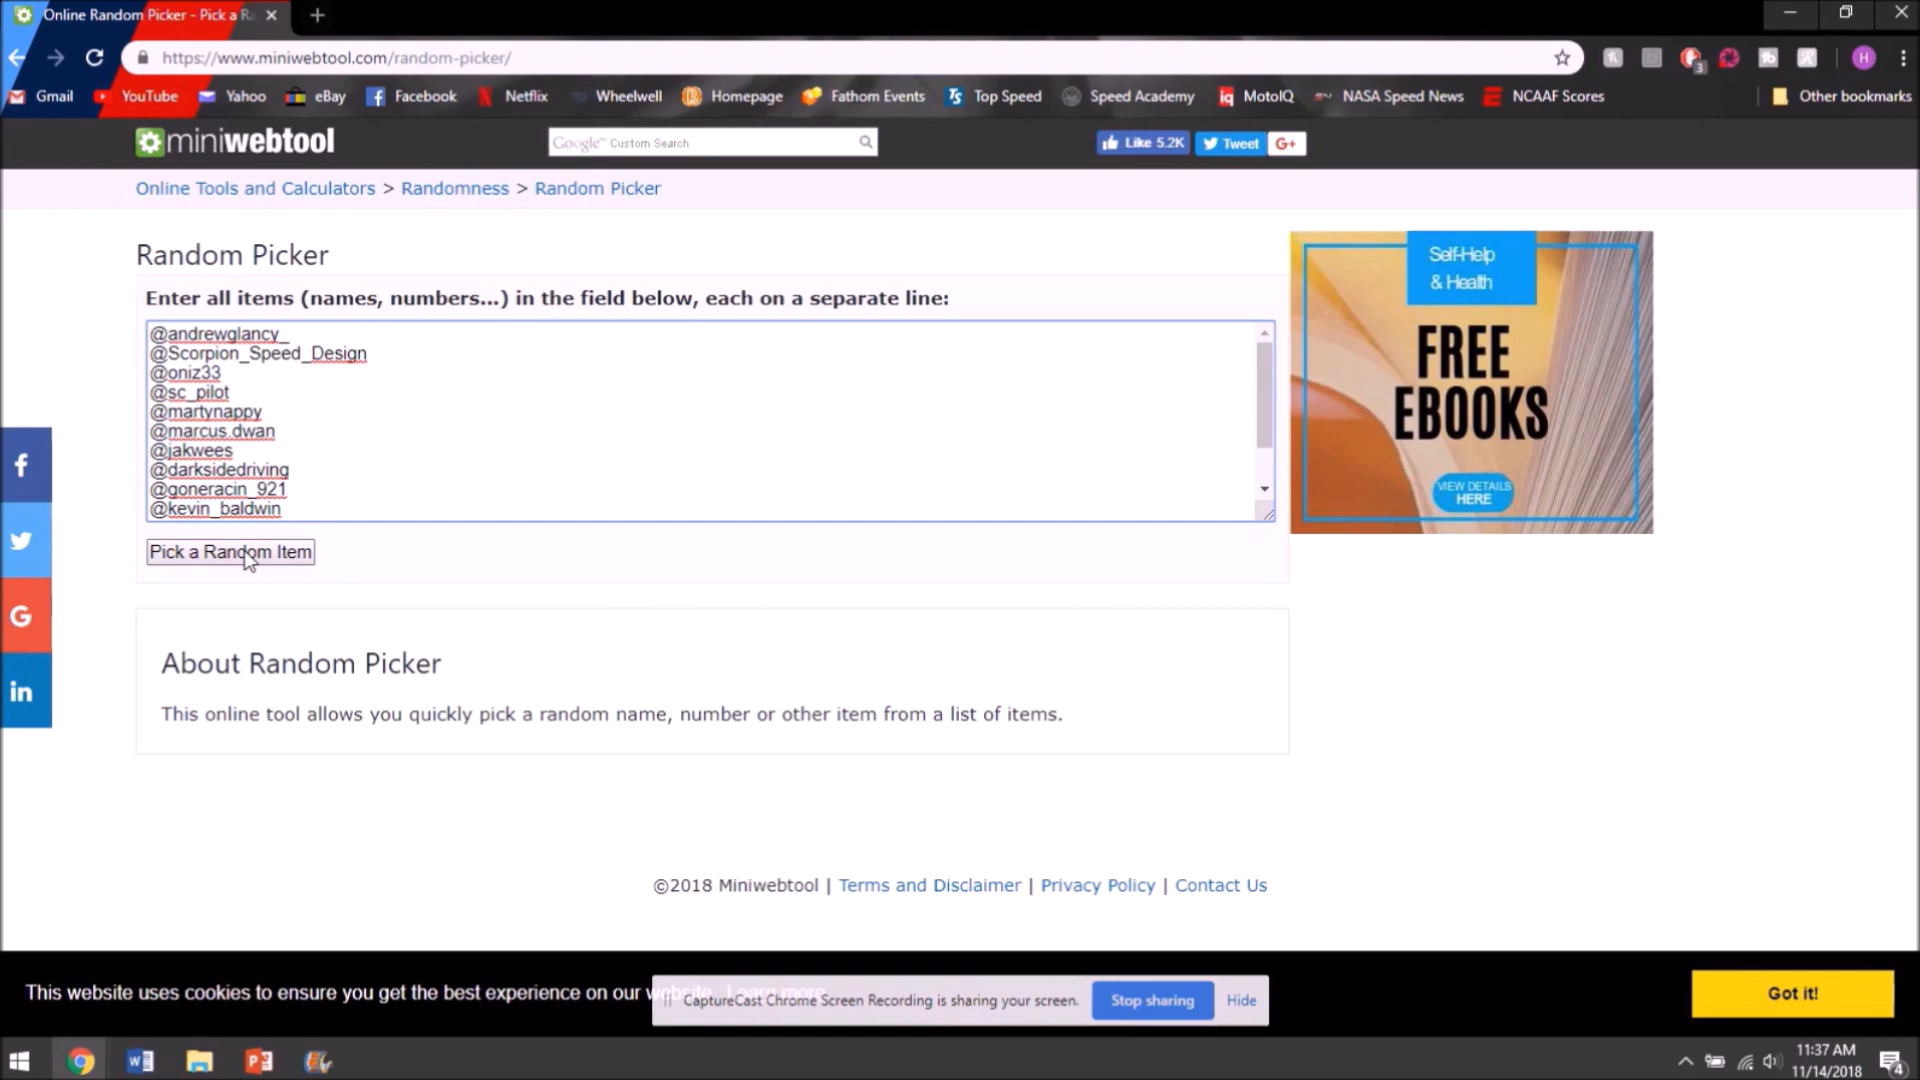 Online Random Picker - Pick a Ra
https://www.miniwebtool.com/random-picker/
Gmail YouTube Yahoo eBay Facebook Netflix Wheelwell Homepage Fathom Events Top Speed Speed Academy MotoIQ NASA Speed News NCAAF Scores Other bookmarks
miniwebtool
Google™ Custom Search
Like 5.2K Tweet G+
Online Tools and Calculators > Randomness > Random Picker
Random Picker
Enter all items (names, numbers...) in the field below, each on a separate line:
@andrewglancy_
@Scorpion_Speed_Design
@oniz33
@sc_pilot
@martynappy
@marcus.dwan
@jakwees
@darksidedriving
@goneracin_921
@kevin_baldwin
Pick a Random Item
Self-Help
& Health
FREE
EBOOKS
VIEW DETAILS
HERE
About Random Picker
This online tool allows you quickly pick a random name, number or other item from a list of items.
©2018 Miniwebtool | Terms and Disclaimer | Privacy Policy | Contact Us
This website uses cookies to ensure you get the best experience on our website. Learn more
CaptureCast Chrome Screen Recording is sharing your screen. Stop sharing Hide
Got it!
11:37 AM
11/14/2018